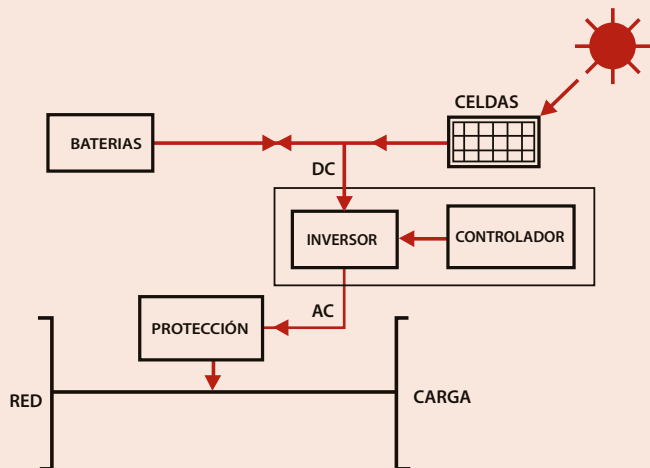 CELDAS
BATERIAS
DC
INVERSOR
CONTROLADOR
AC
PROTECCIÓN
RED
CARGA